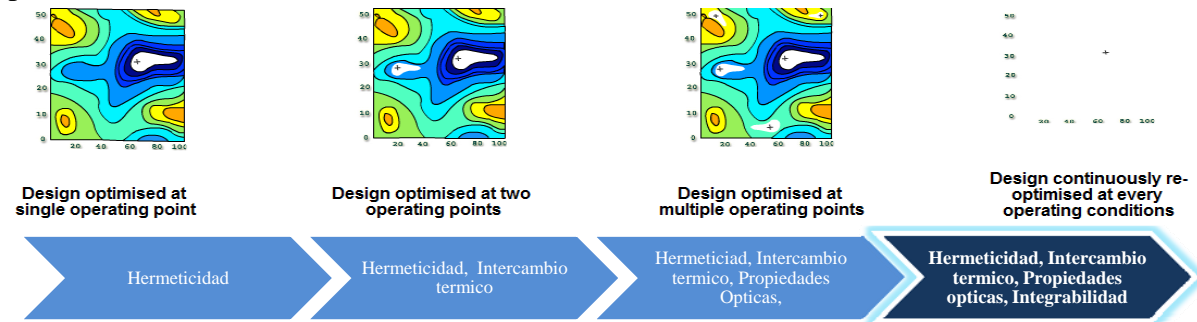 50
40
30
20
10
0
20 40 60 80 100
50
40
30
20
10
0
20 40 60 80 100
50
40
30
20
10
0
20 40 60 80 100
50
40
30
20
10
0
20 40 60 80 100
Design optimised at
single operating point
Design optimised at two
operating points
Design optimised at
multiple operating points
Design continuously re-
optimised at every
operating conditions
Hermeticidad
Hermeticidad, Intercambio
termico
Hermeticiad, Intercambio
termico, Propiedades
Opticas,
Hermeticidad, Intercambio
termico, Propiedades
opticas, Integrabilidad